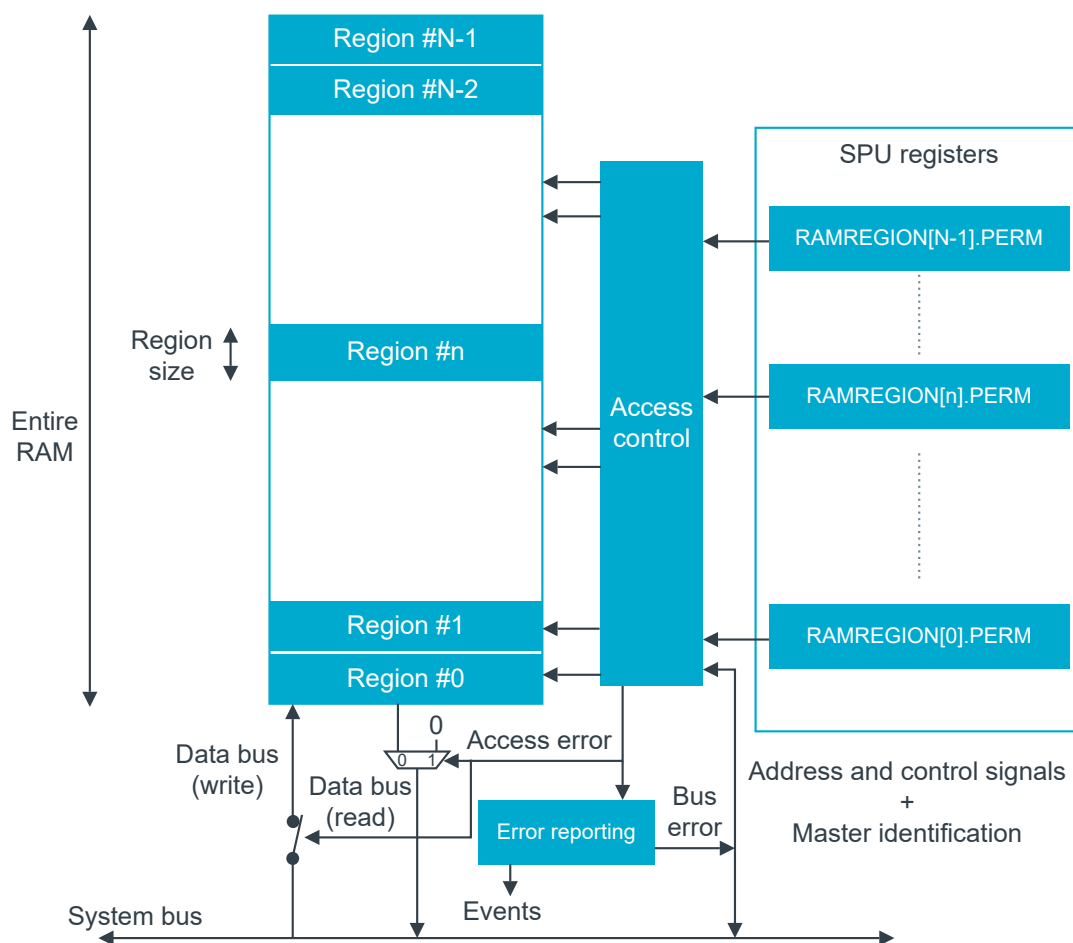 Region #N-1
Region #N-2
SPU registers
RAMREGION[N-1].PERM
Region
size
Region #n
RAMREGION[n].PERM
Entire
RAM
Access
control
Region #1
RAMREGION[0].PERM
Region #0
0
Access error
0 1
Data bus
(write)
Data bus
(read)
Error reporting
Bus
error
Address and control signals
+
Master identification
Events
System bus